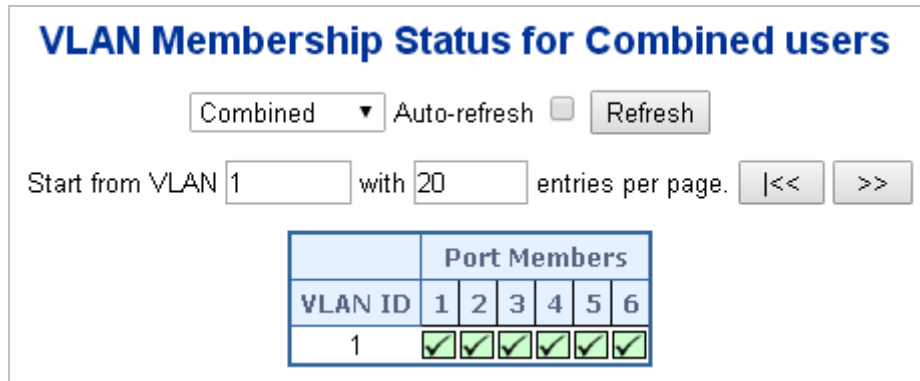 VLAN Membership Status for Combined users
Combined Auto-refresh Refresh
Start from VLAN 1 with 20 entries per page. |<< >>
Port Members
VLAN ID 1 2 3 4 5 6
1